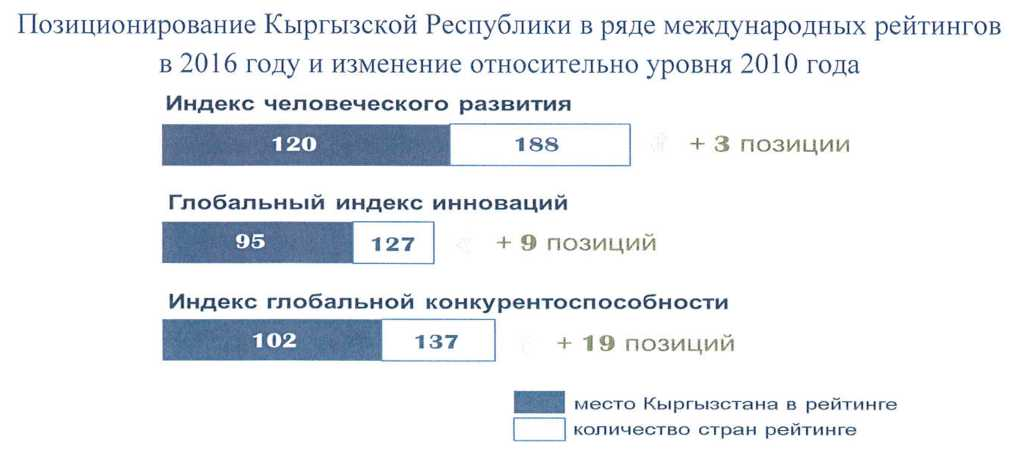 Позиционирование Кыргызской Республики в ряде международных рейтингов
в 2016 году и изменение относительно уровня 2010 года
Индекс человеческого развития
120 188 + 3 позиции
Глобальный индекс инноваций
95 127 + 9 позиций
Индекс глобальной конкурентоспособности
102 137 + 19 позиций
место Кыргызстана в рейтинге
количество стран рейтинге